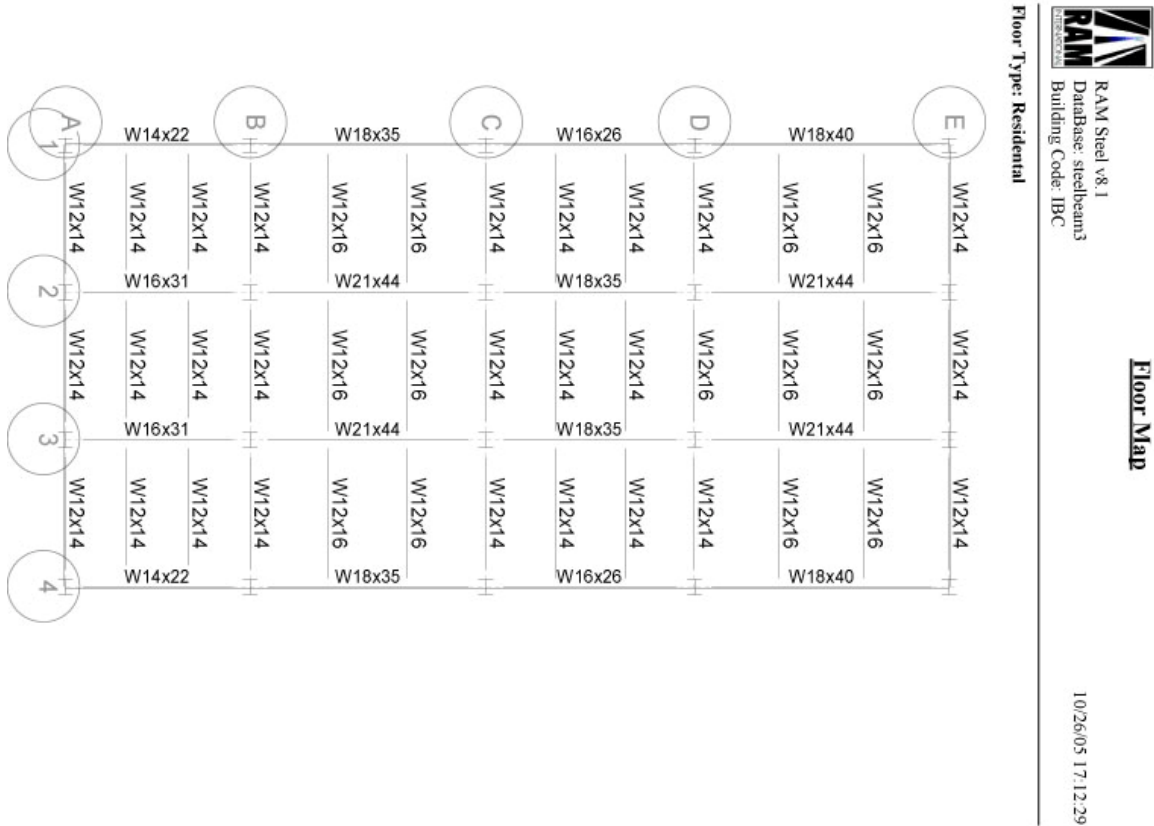 RAM
INTERNATIONAL
Floor Map
RAM Steel v8.1
DataBase: steelbeam3
Building Code: IBC
10/26/05 17:12:29
Floor Type: Residental
A B C D E
1 W14x22 W18x35 W16x26 W18x40
W12x14 W12x14 W12x14 W12x14 W12x16 W12x16 W12x14 W12x14 W12x14 W12x14 W12x16 W12x16 W12x14
2 W16x31 W21x44 W18x35 W21x44
W12x14 W12x14 W12x14 W12x14 W12x16 W12x16 W12x14 W12x14 W12x14 W12x16 W12x16 W12x16 W12x14
3 W16x31 W21x44 W18x35 W21x44
W12x14 W12x14 W12x14 W12x14 W12x16 W12x16 W12x14 W12x14 W12x14 W12x14 W12x16 W12x16 W12x14
4 W14x22 W18x35 W16x26 W18x40